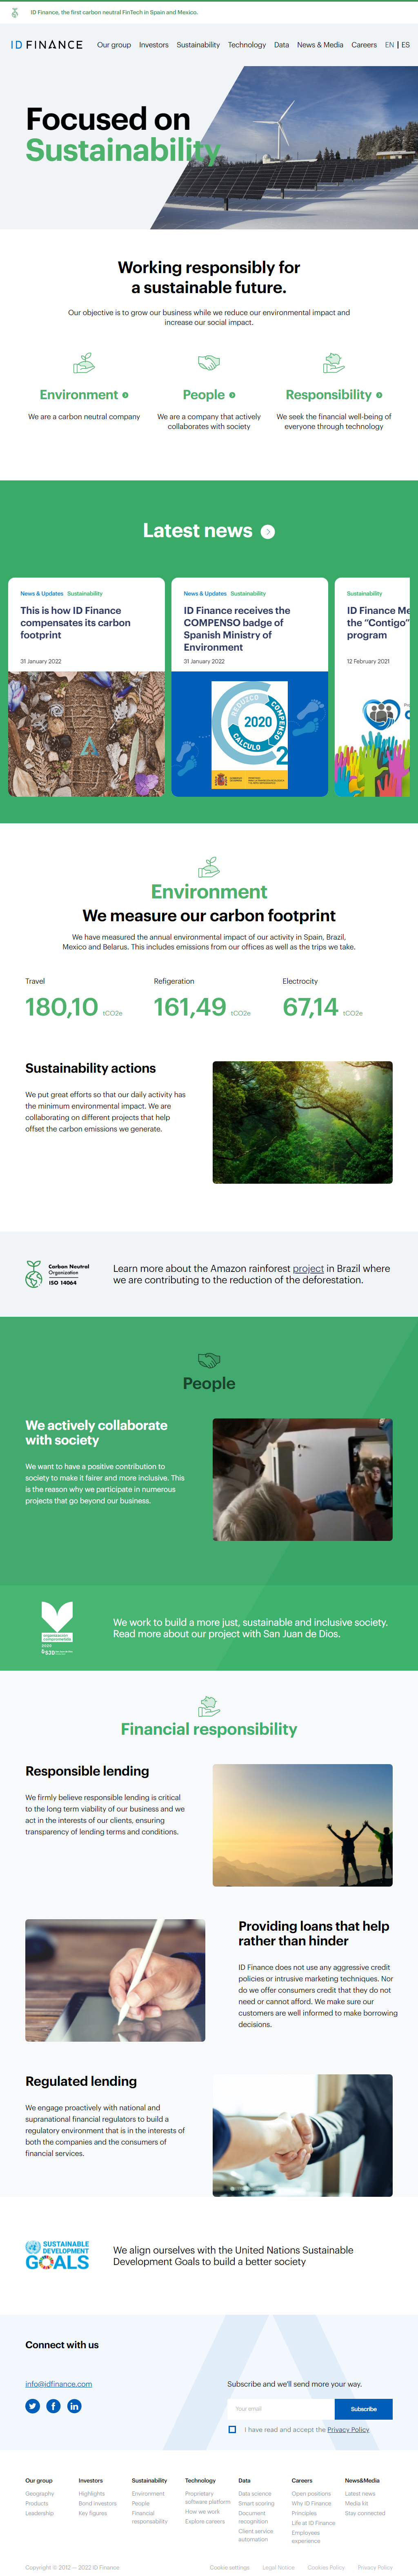 ID Finance, the first carbon neutral FinTech in Spain and Mexico.
ID FINANCE
Our group Investors Sustainability Technology Data News & Media Careers EN | ES
Focused on
Sustainability
Working responsibly for
a sustainable future.
Our objective is to grow our business while we reduce our environmental impact and
increase our social impact.
Environment
We are a carbon neutral company
People
We are a company that actively
collaborates with society
Responsibility
We seek the financial well-being of
everyone through technology
Latest news
News & Updates Sustainability
This is how ID Finance
compensates its carbon
footprint
31 January 2022
News & Updates Sustainability
ID Finance receives the
COMPENSO badge of
Spanish Ministry of
Environment
31 January 2022
REDUZCO
COMPENSO
CALCULO
2020
2
Sustainability
ID Finance Me
the "Contigo"
program
12 February 2021
Environment
We measure our carbon footprint
We have measured the annual environmental impact of our activity in Spain, Brazil,
Mexico and Belarus. This includes emissions from our offices as well as the trips we take.
Travel
180,10 tCO2e
Refigeration
161,49 tCO2e
Electrocity
67,14 tCO2e
Sustainability actions
We put great efforts so that our daily activity has
the minimum environmental impact. We are
collaborating on different projects that help
offset the carbon emissions we generate.
Carbon Neutral
Organization
ISO 14064
Learn more about the Amazon rainforest project in Brazil where
we are contributing to the reduction of the deforestation.
People
We actively collaborate
with society
We want to have a positive contribution to
society to make it fairer and more inclusive. This
is the reason why we participate in numerous
projects that go beyond our business.
organización
comprometida
2020
SJD
We work to build a more just, sustainable and inclusive society.
Read more about our project with San Juan de Dios.
Financial responsibility
Responsible lending
We firmly believe responsible lending is critical
to the long term viability of our business and we
act in the interests of our clients, ensuring
transparency of lending terms and conditions.
Providing loans that help
rather than hinder
ID Finance does not use any aggressive credit
policies or intrusive marketing techniques. Nor
do we offer consumers credit that they do not
need or cannot afford. We make sure our
customers are well informed to make borrowing
decisions.
Regulated lending
We engage proactively with national and
supranational financial regulators to build a
regulatory environment that is in the interests of
both the companies and the consumers of
financial services.
SUSTAINABLE
DEVELOPMENT
GOALS
We align ourselves with the United Nations Sustainable
Development Goals to build a better society
Connect with us
info@idfinance.com
Subscribe and we'll send more your way.
Your email
Subscribe
I have read and accept the Privacy Policy
Our group
Geography
Products
Leadership
Investors
Highlights
Bond investors
Key figures
Sustainability
Environment
People
Financial
responsability
Technology
Proprietary
software platform
How we work
Explore careers
Data
Data science
Smart scoring
Document
recognition
Client service
automation
Careers
Open positions
Why ID Finance
Principles
Life at ID Finance
Employees
experience
News&Media
Latest news
Media kit
Stay connected
Copyright © 2012 — 2022 ID Finance
Cookie settings Legal Notice Cookies Policy Privacy Policy